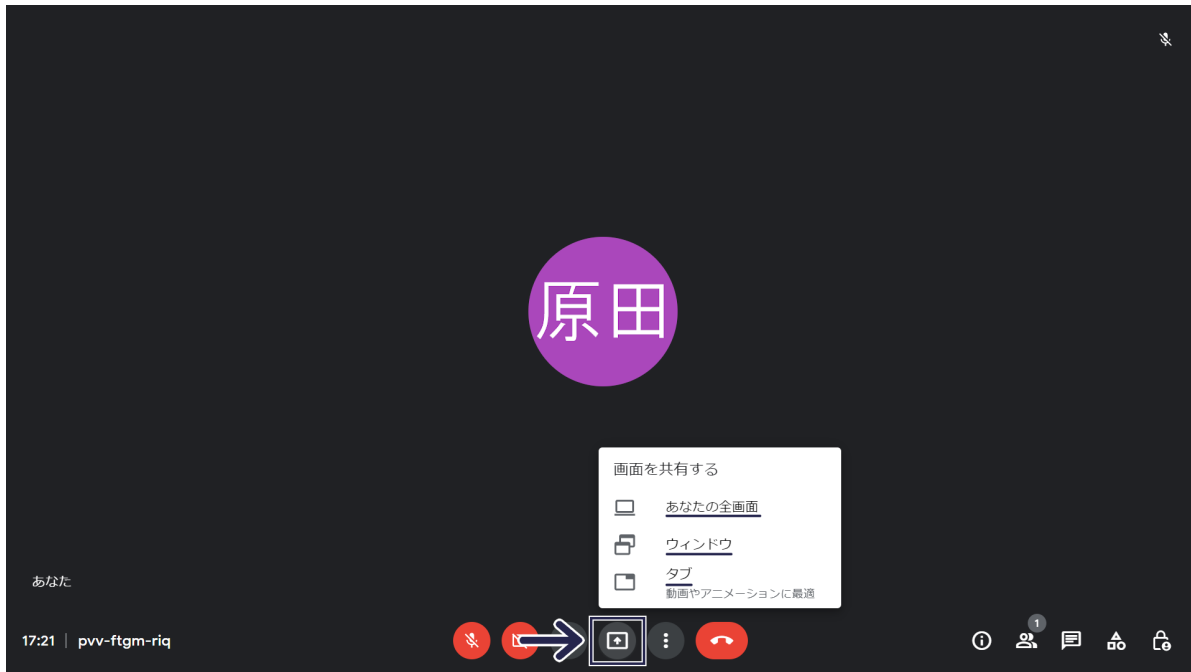 原田
画面を共有する
あなたの全画面
ウィンドウ
タブ
動画やアニメーションに最適
あなた
17:21 | pvv-ftgm-riq
1